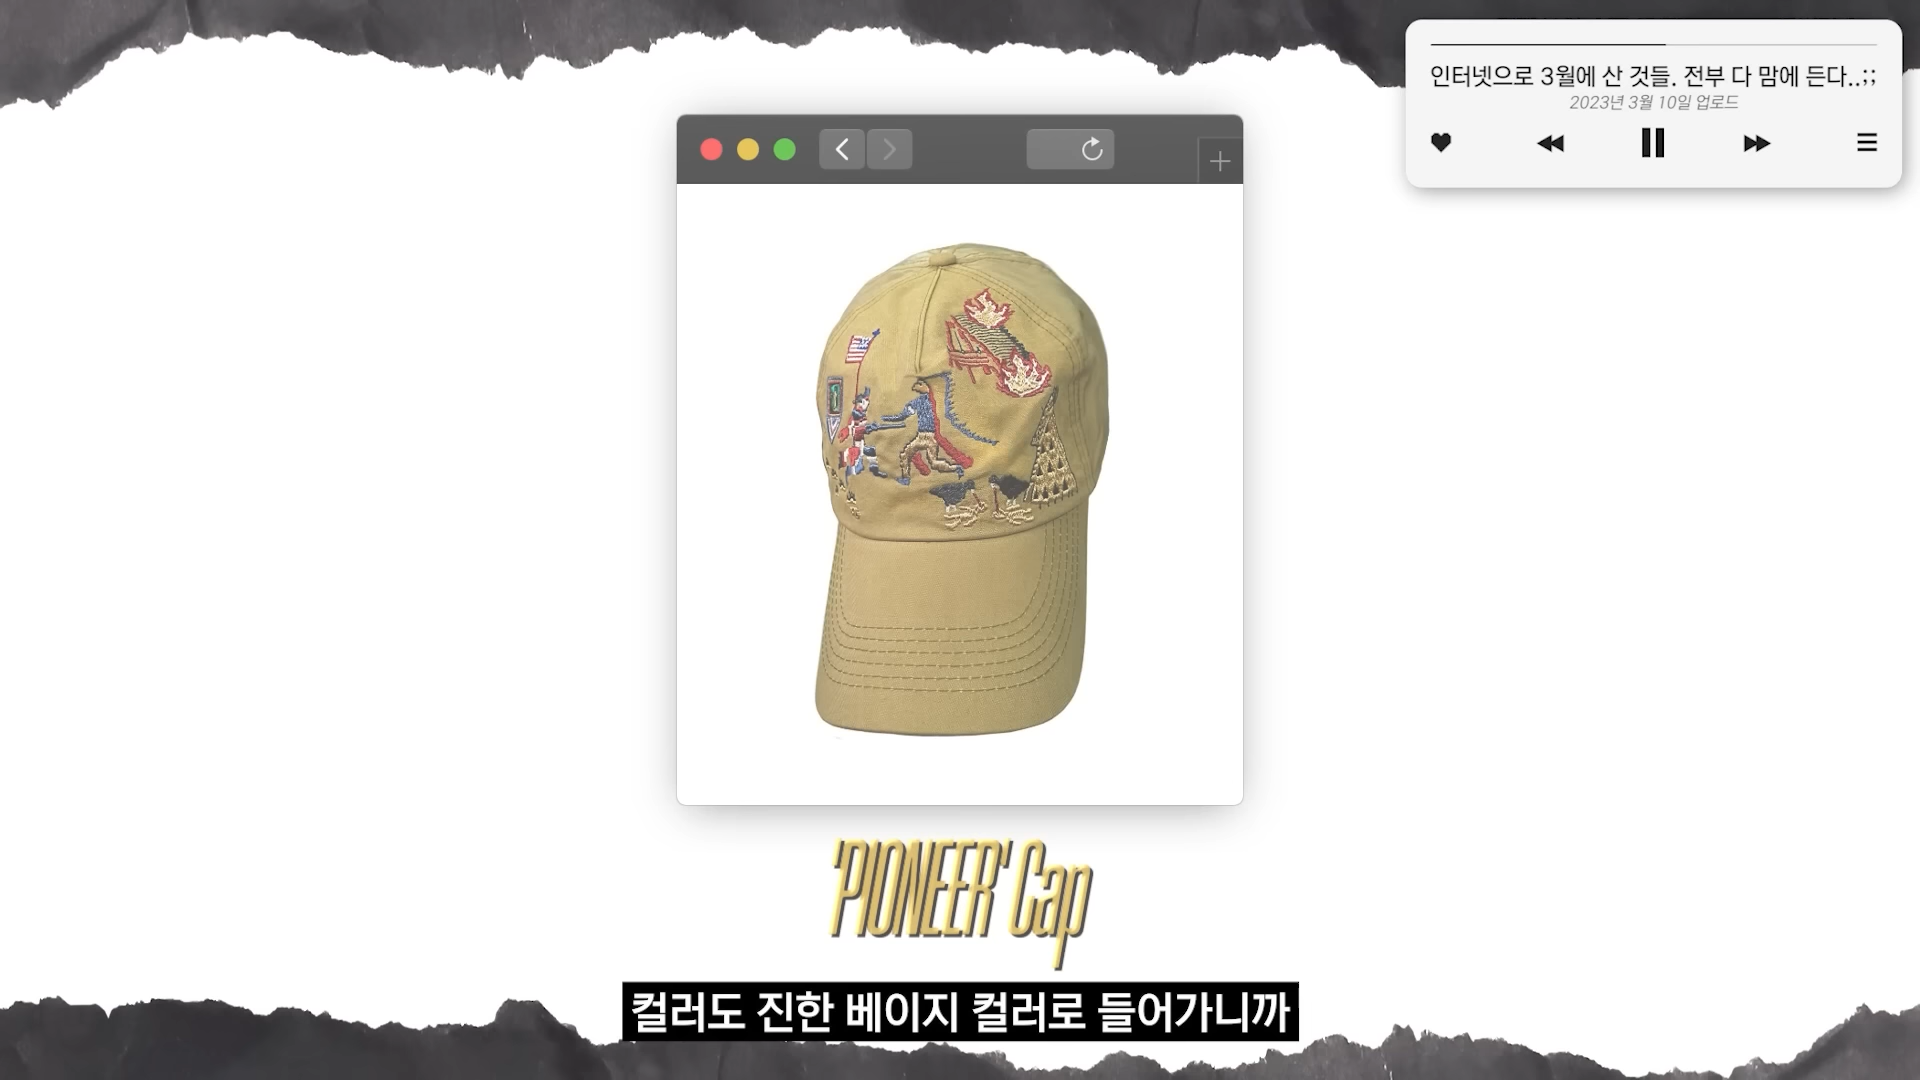 인터넷으로 3월에 산 것들. 전부 다 맘에 든다..;;
2023년 3월 10일 업로드
'PIONEER' Cap
컬러도 진한 베이지 컬러로 들어가니까